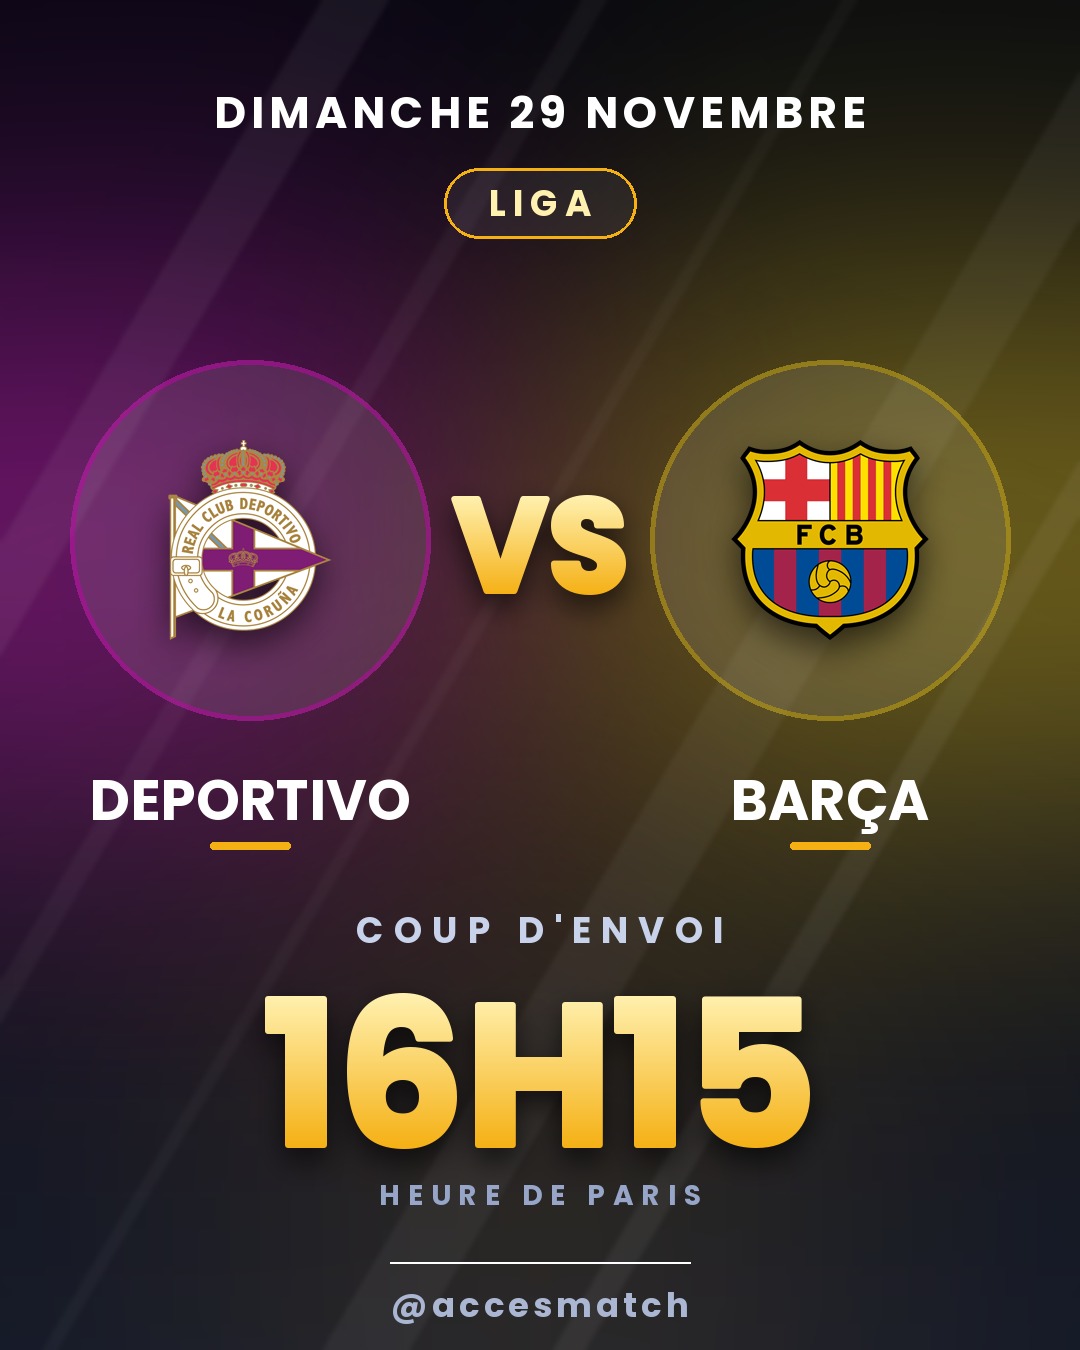 DIMANCHE 29 NOVEMBRE
LIGA
REAL CLUB DEPORTIVO
LA CORUÑA
VS
FCB
DEPORTIVO
BARÇA
COUP D'ENVOI
16H15
HEURE DE PARIS
@accesmatch